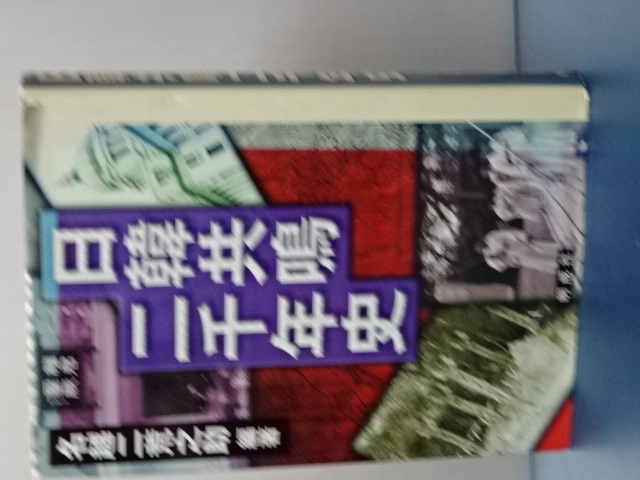 日韓共鳴
二千年史
名越二荒之助 編著